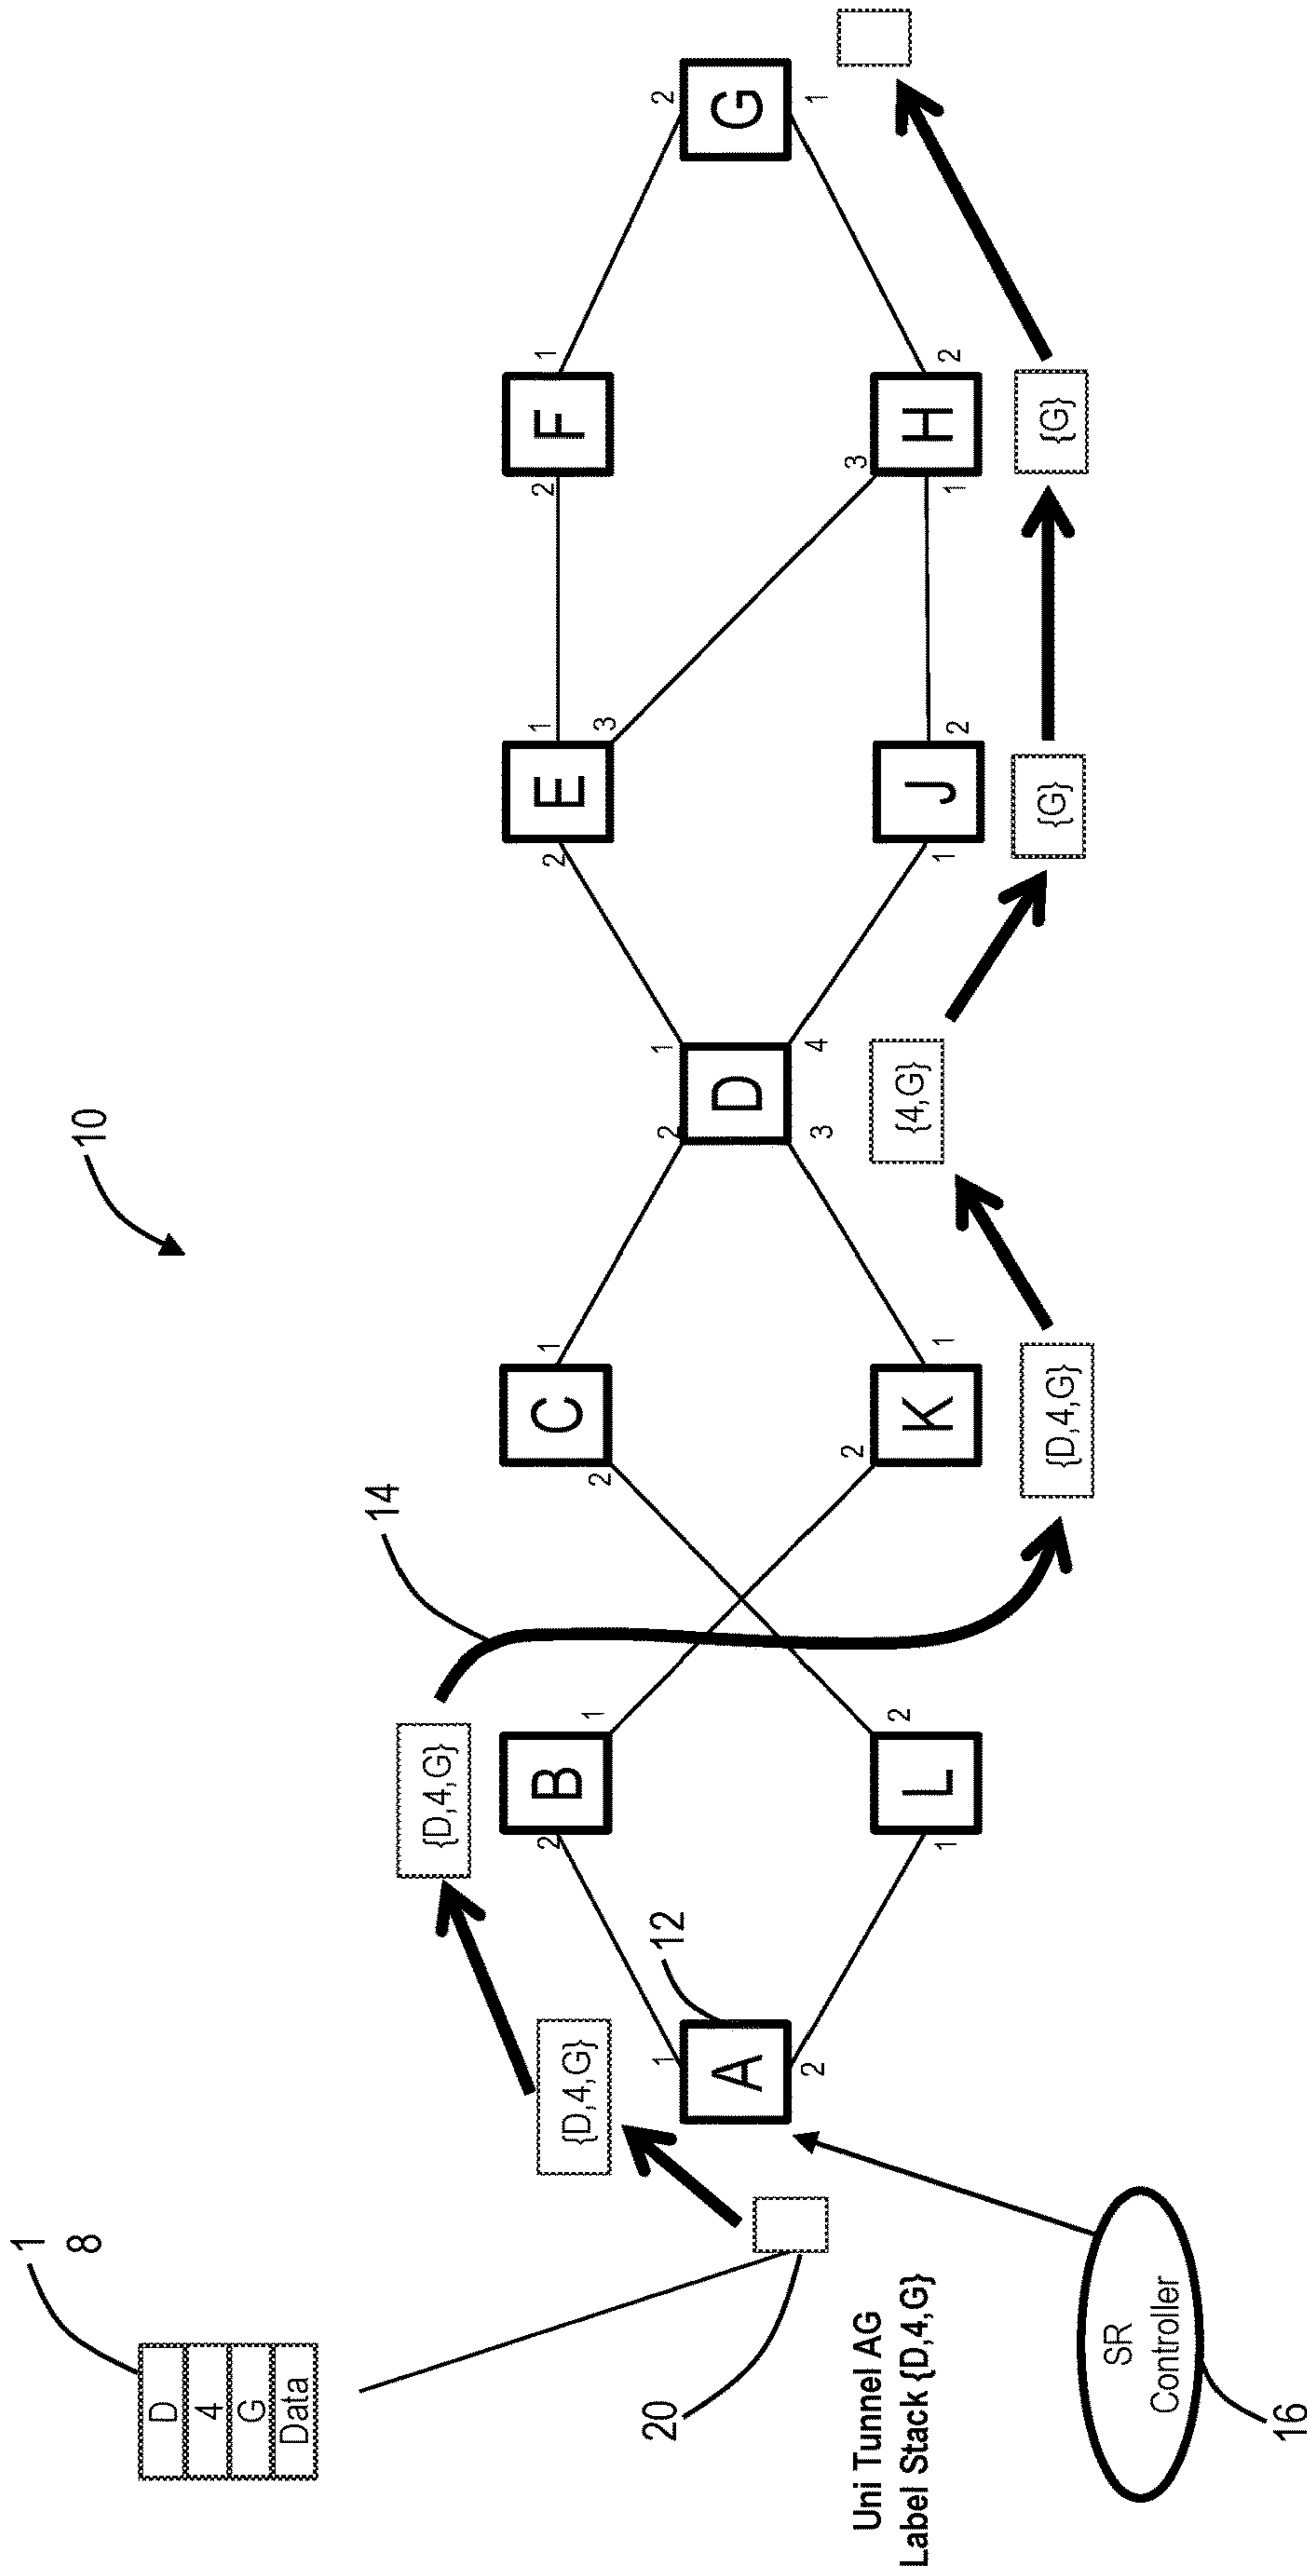 1
8
10
D
4
G
Data
14
{D,4,G}
2
1
2
1
2
1
B
C
E
F
{D,4,G}
1
2
3
20
12
1
2
1
2
A
D
G
2
3
4
1
2
3
Uni Tunnel AG
Label Stack {D,4,G}
2
{4,G}
L
K
J
H
1
1
1
2
1
2
{D,4,G}
{G}
{G}
SR
Controller
16